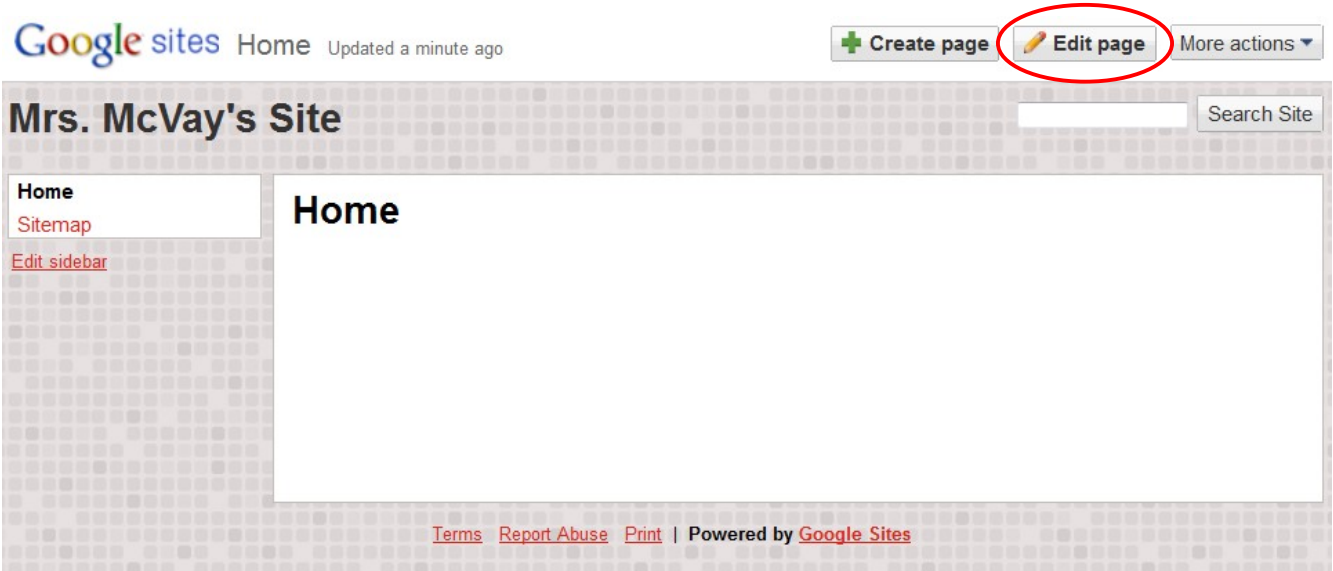 Google sites Home Updated a minute ago Create page Edit page More actions
Mrs. McVay's Site Search Site
Home
Sitemap
Edit sidebar
Home
Terms Report Abuse Print | Powered by Google Sites